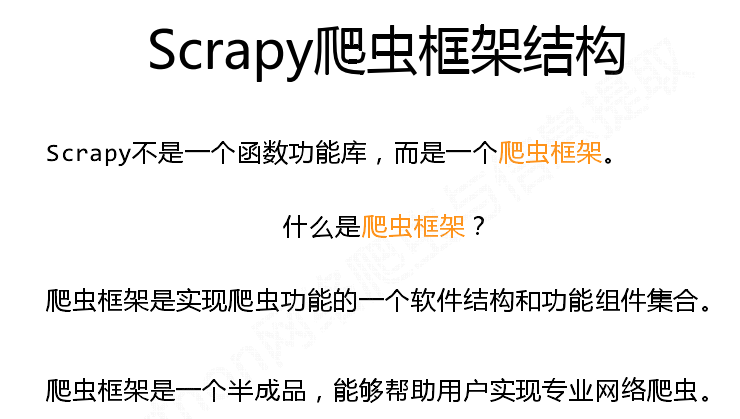 Scrapy爬虫框架结构
Scrapy不是一个函数功能库，而是一个爬虫框架。
什么是爬虫框架？
爬虫框架是实现爬虫功能的一个软件结构和功能组件集合。
爬虫框架是一个半成品，能够帮助用户实现专业网络爬虫。